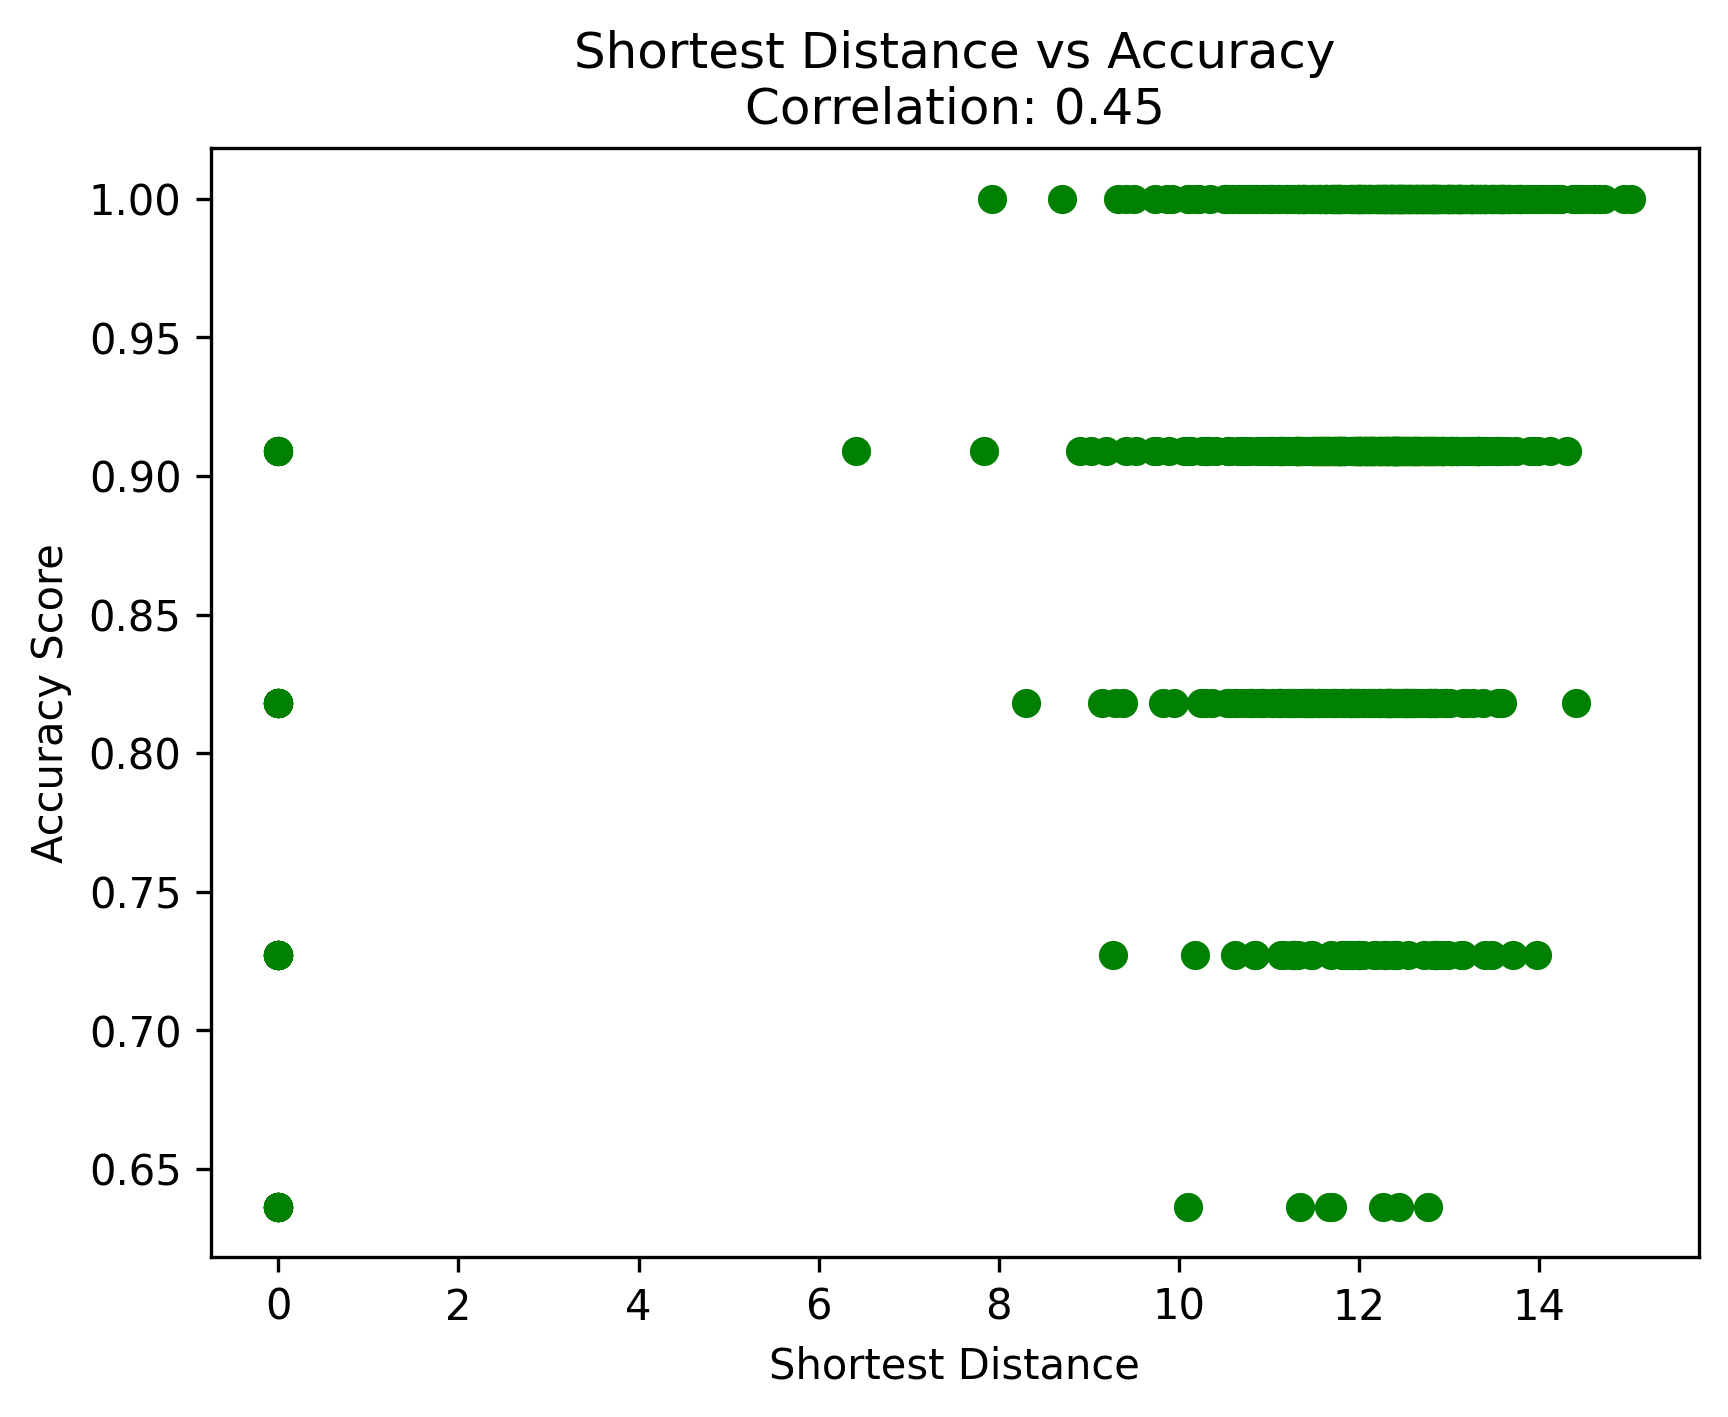 Shortest Distance vs Accuracy
Correlation: 0.45
1.00
0.95
0.90
0.85
0.80
0.75
0.70
0.65
Accuracy Score
0 2 4 6 8 10 12 14
Shortest Distance